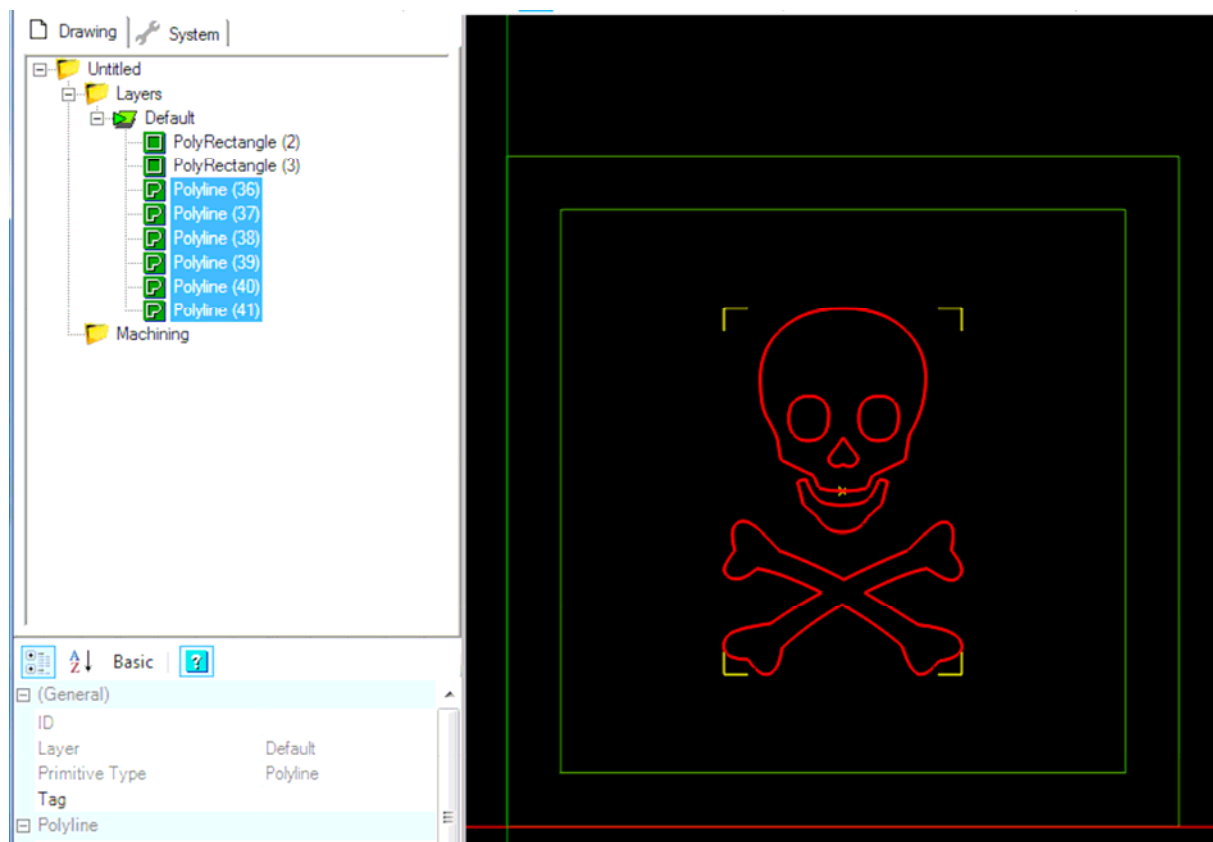 Drawing System
Untitled
Layers
Default
PolyRectangle (2)
PolyRectangle (3)
Polyline (36)
Polyline (37)
Polyline (38)
Polyline (39)
Polyline (40)
Polyline (41)
Machining
A Z Basic ?
(General)
ID
Layer Default
Primitive Type Polyline
Tag
Polyline